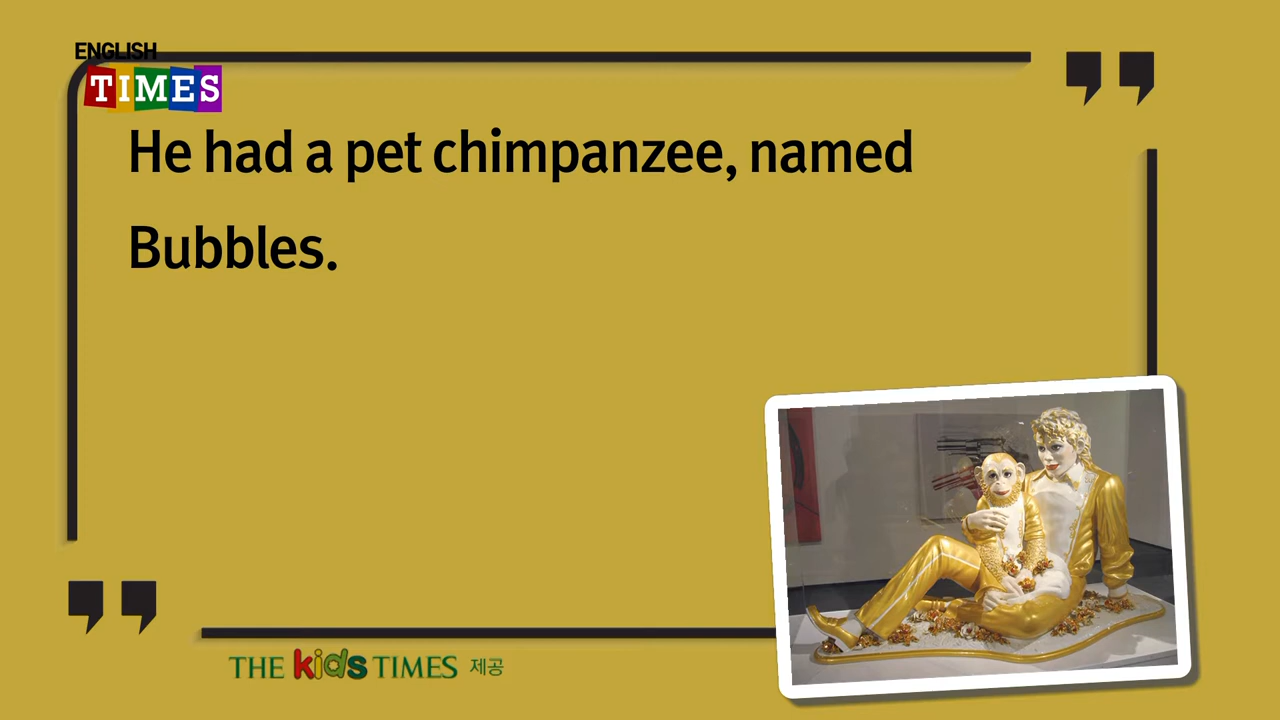 ENGLISH
TIMES
He had a pet chimpanzee, named
Bubbles.
THE kids TIMES 제공